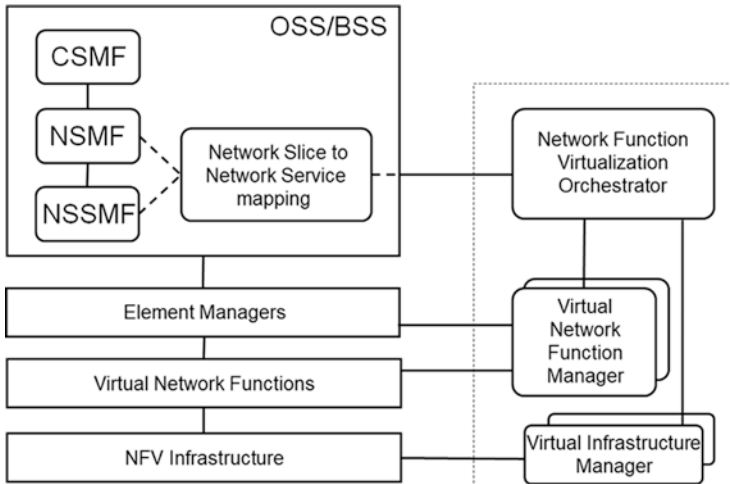 OSS/BSS
CSMF
NSMF
NSSMF
Network Slice to
Network Service
mapping
Network Function
Virtualization
Orchestrator
Element Managers
Virtual
Network
Function
Manager
Virtual Network Functions
NFV Infrastructure
Virtual Infrastructure
Manager